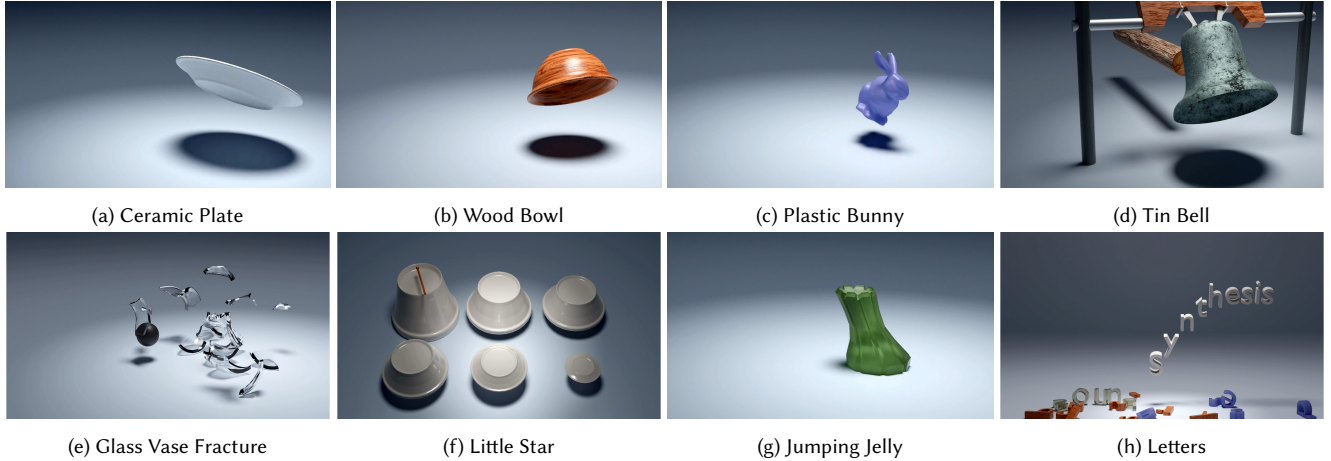 (a) Ceramic Plate
(b) Wood Bowl
(c) Plastic Bunny
(d) Tin Bell
synthesis
(e) Glass Vase Fracture
(f) Little Star
(g) Jumping Jelly
(h) Letters